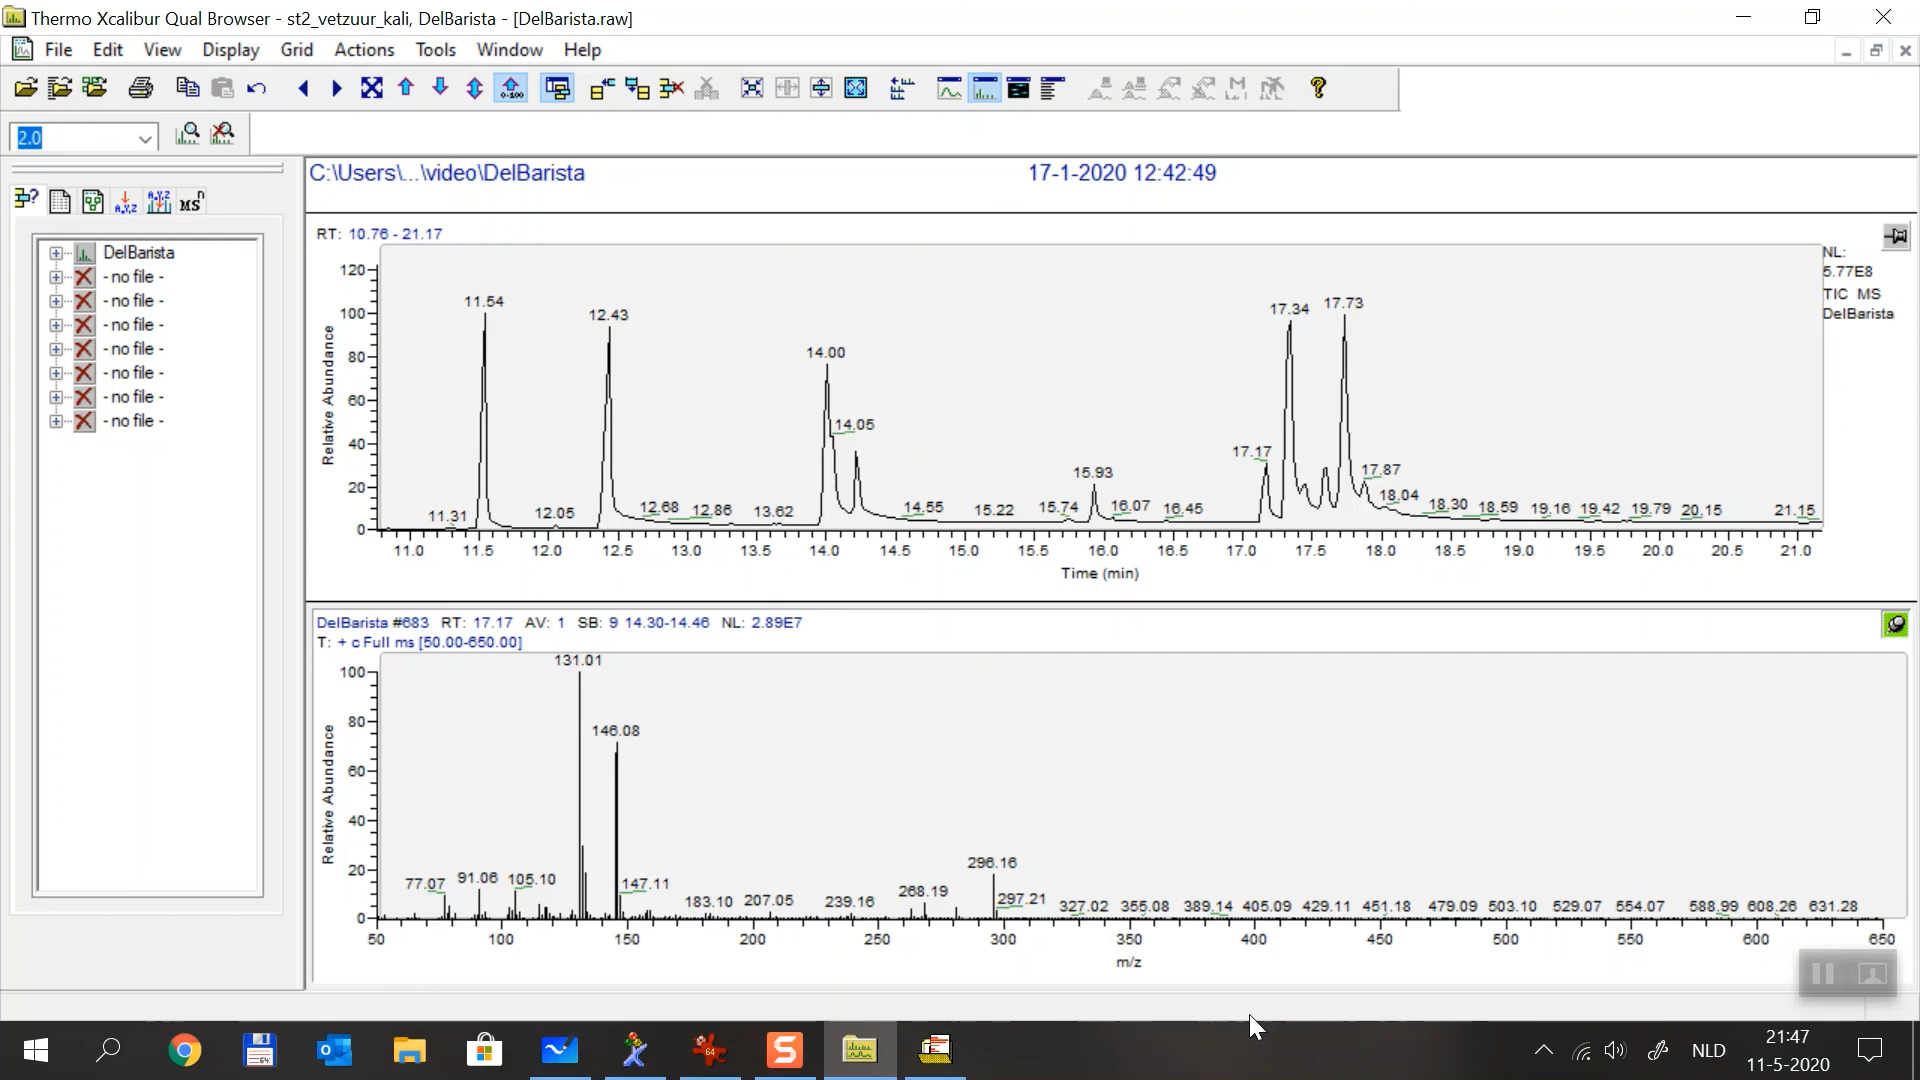 Thermo Xcalibur Qual Browser - st2_vetzuur_kali, DelBarista - [DelBarista.raw]
File Edit View Display Grid Actions Tools Window Help
0-100
?
2.0
? A,Y,Z A,Y,Z MSn
DelBarista
- no file -
- no file -
- no file -
- no file -
- no file -
- no file -
- no file -
C:\Users\...\video\DelBarista 17-1-2020 12:42:49
RT: 10.76 - 21.17
NL:
5.77E8
TIC MS
DelBarista
Relative Abundance
120
100
80
60
40
20
0
11.54
12.43
14.00
14.05
17.34
17.73
17.17
15.93
17.87
11.31
12.05
12.68
12.86
13.62
14.55
15.22
15.74
16.07
16.45
18.04
18.30
18.59
19.16
19.42
19.79
20.15
21.15
11.0 11.5 12.0 12.5 13.0 13.5 14.0 14.5 15.0 15.5 16.0 16.5 17.0 17.5 18.0 18.5 19.0 19.5 20.0 20.5 21.0
Time (min)
DelBarista #683 RT: 17.17 AV: 1 SB: 9 14.30-14.46 NL: 2.89E7
T: + c Full ms [50.00-650.00]
Relative Abundance
100
80
60
40
20
0
131.01
146.08
77.07
91.06
105.10
147.11
183.10
207.05
239.16
268.19
296.16
297.21
327.02
355.08
389.14
405.09
429.11
451.18
479.09
503.10
529.07
554.07
588.99
608.26
631.28
50 100 150 200 250 300 350 400 450 500 550 600 650
m/z
64
S
NLD
21:47
11-5-2020